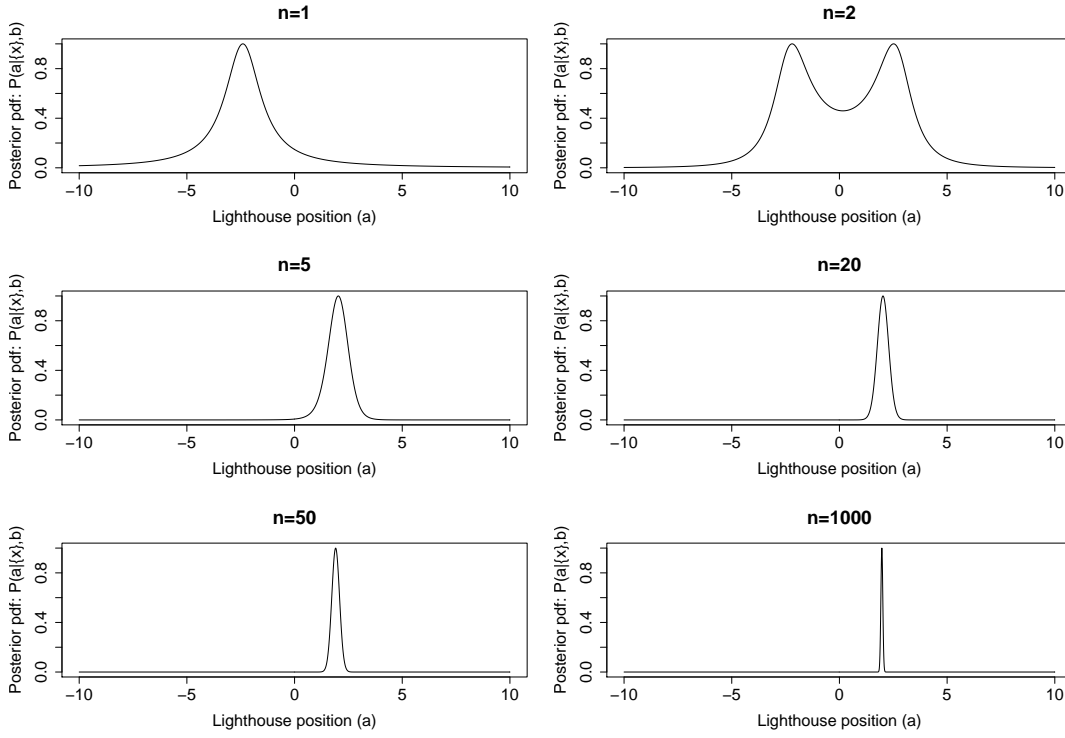 n=1
Posterior pdf: P(a|{x},b)
0.0 0.4 0.8
−10 −5 0 5 10
Lighthouse position (a)
n=2
Posterior pdf: P(a|{x},b)
0.0 0.4 0.8
−10 −5 0 5 10
Lighthouse position (a)
n=5
Posterior pdf: P(a|{x},b)
0.0 0.4 0.8
−10 −5 0 5 10
Lighthouse position (a)
n=20
Posterior pdf: P(a|{x},b)
0.0 0.4 0.8
−10 −5 0 5 10
Lighthouse position (a)
n=50
Posterior pdf: P(a|{x},b)
0.0 0.4 0.8
−10 −5 0 5 10
Lighthouse position (a)
n=1000
Posterior pdf: P(a|{x},b)
0.0 0.4 0.8
−10 −5 0 5 10
Lighthouse position (a)